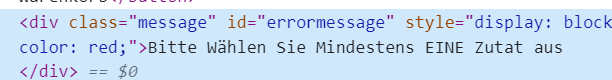 <div class="message" id="errormessage" style="display: block
color: red;">Bitte Wählen Sie Mindestens EINE Zutat aus
</div> == $0